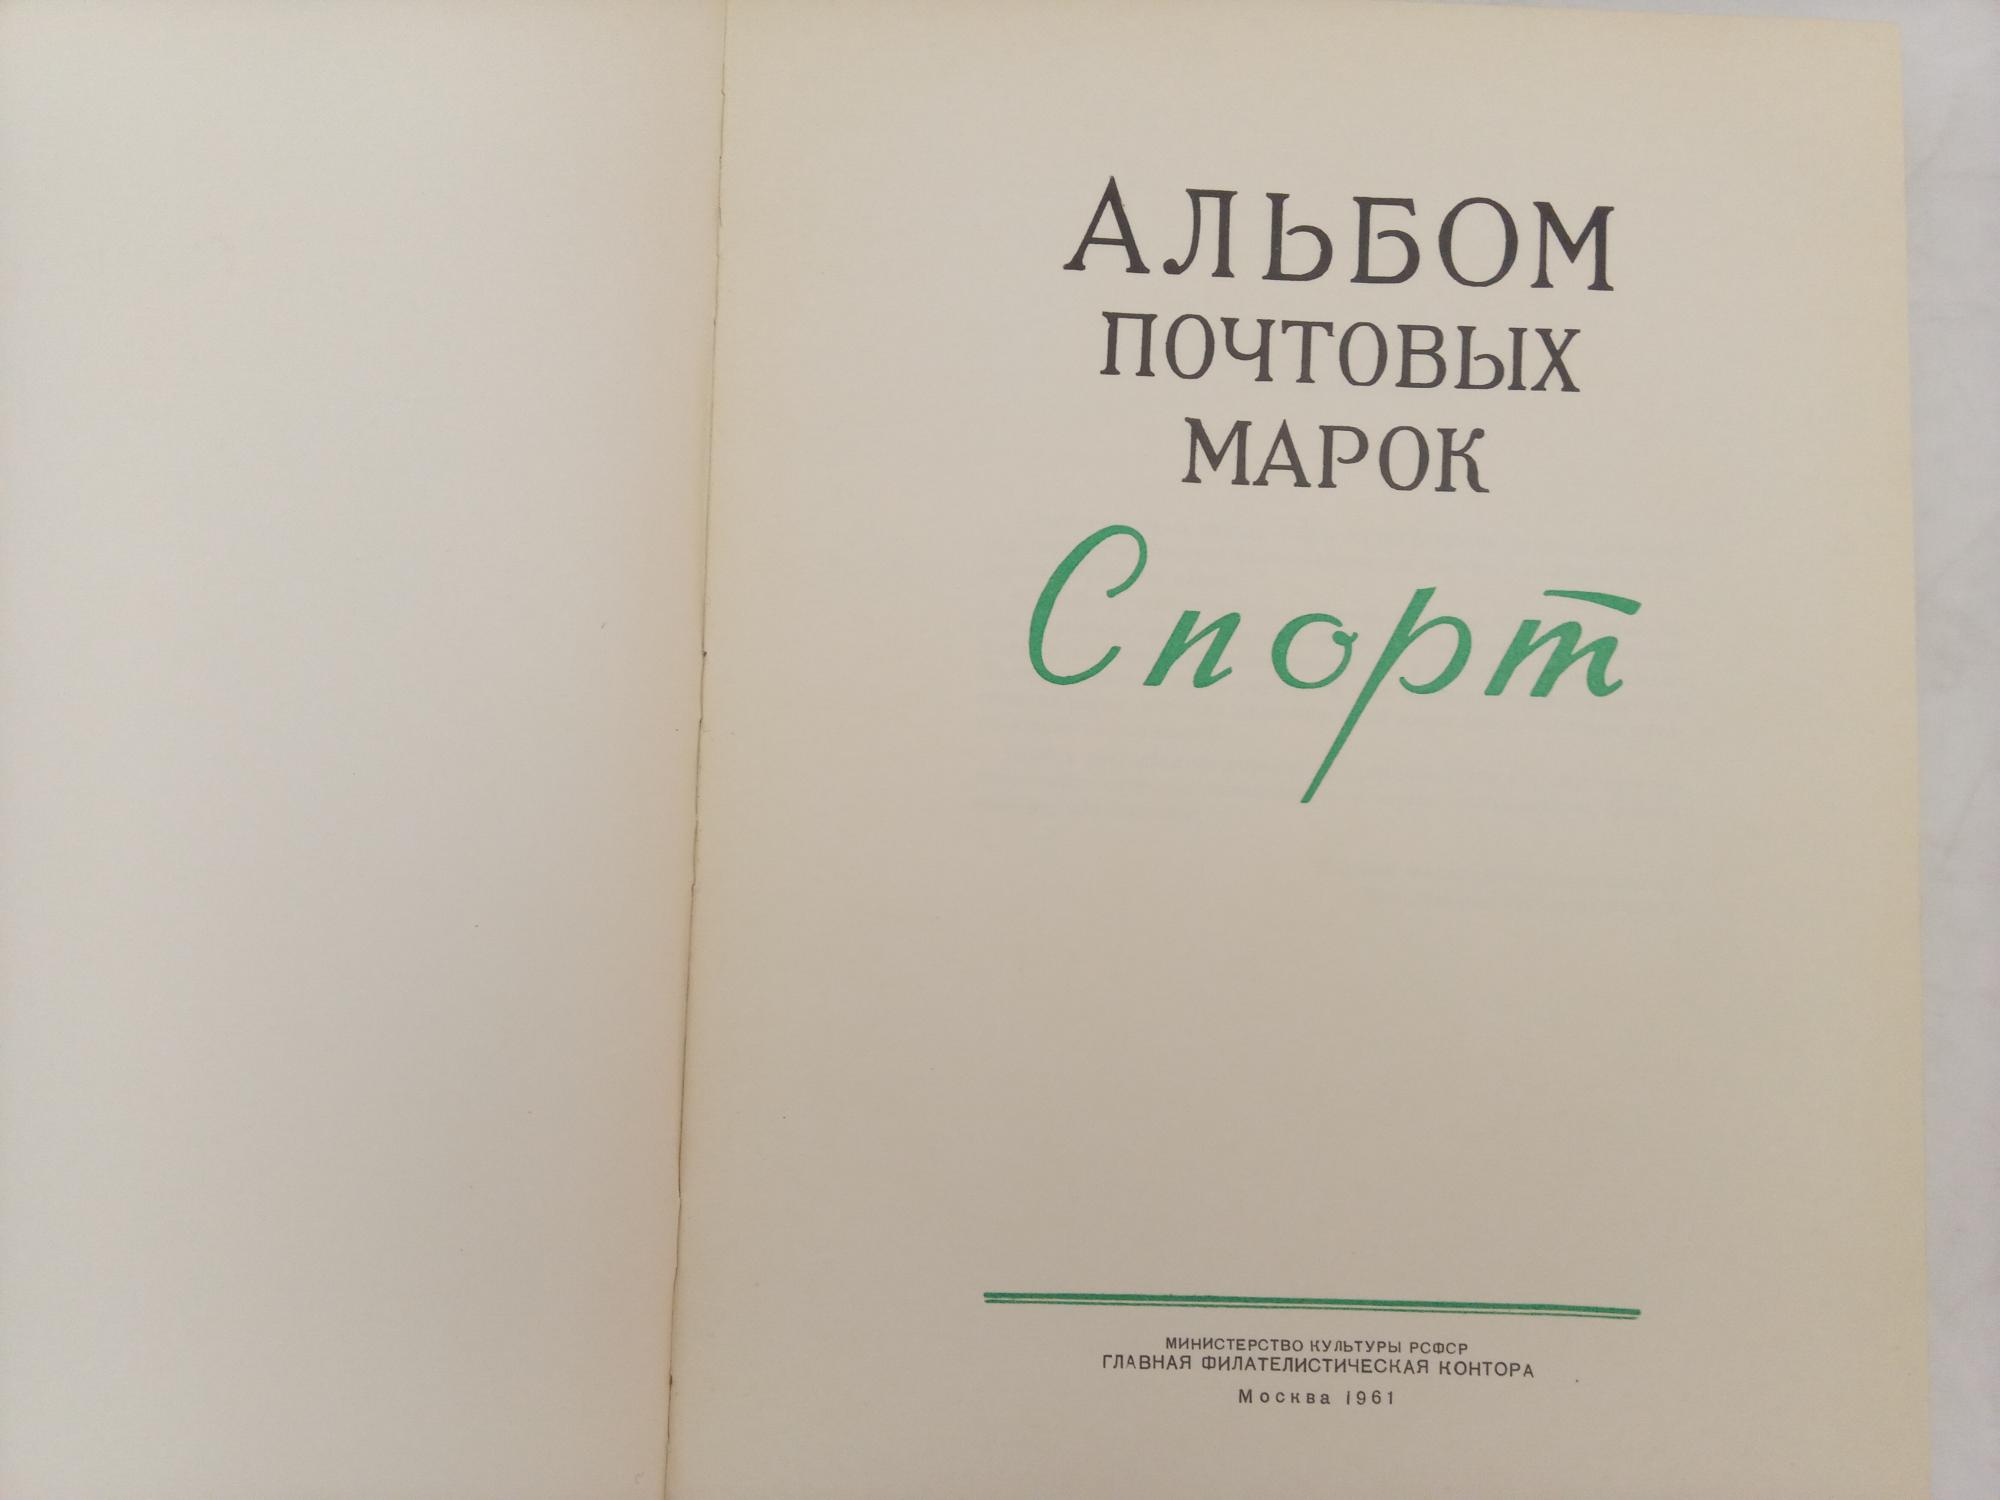 АЛЬБОМ
ПОЧТОВЫХ
МАРОК
Спорт
МИНИСТЕРСТВО КУЛЬТУРЫ РСФСР
ГЛАВНАЯ ФИЛАТЕЛИСТИЧЕСКАЯ КОНТОРА
Москва 1961